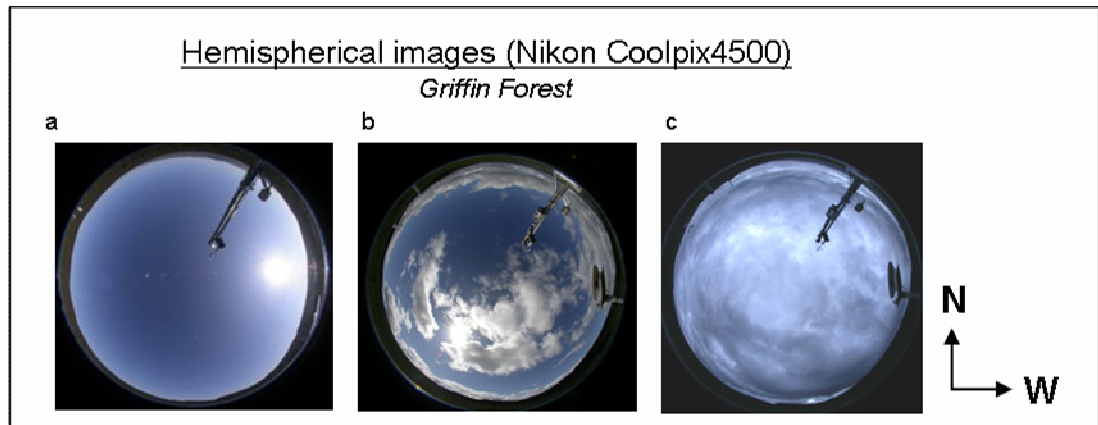 Hemispherical images (Nikon Coolpix4500)
Griffin Forest
a b c
N
W